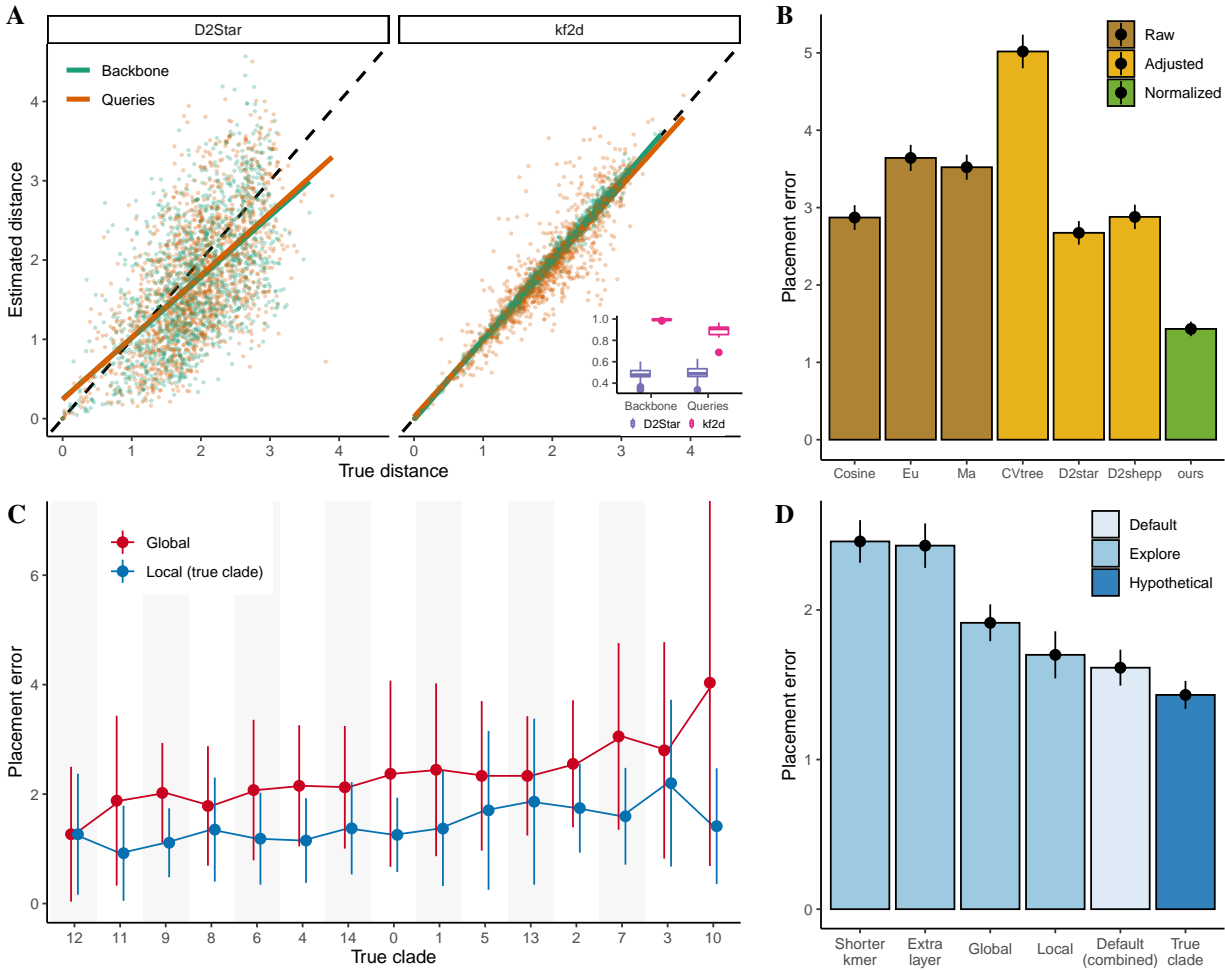 A
D2Star
kf2d
Backbone
Queries
Estimated distance
4
3
2
1
0
0 1 2 3 4
0 1 2 3 4
True distance
1.0
0.8
0.6
0.4
Backbone Queries
D2Star kf2d
B
Raw
Adjusted
Normalized
Placement error
5
4
3
2
1
0
Cosine Eu Ma CVtree D2star D2shepp ours
C
Global
Local (true clade)
Placement error
6
4
2
0
12 11 9 8 6 4 14 0 1 5 13 2 7 3 10
True clade
D
Default
Explore
Hypothetical
Placement error
2
1
0
Shorter kmer
Extra layer
Global
Local
Default (combined)
True clade